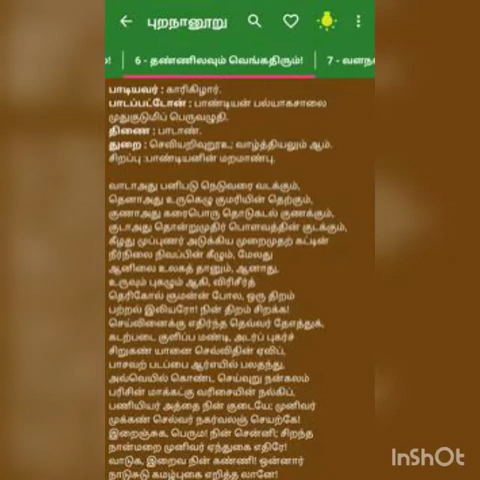 புறநானூறு
6 - தண்ணிலவும் வெங்கதிரும்!
7 - வளநக
பாடியவர் : காரிகிழார்.
பாடப்பட்டோன் : பாண்டியன் பல்யாகசாலை
முதுகுடுமிப் பெருவழுதி.
திணை : பாடாண்.
துறை : செவியறிவுறூஉ; வாழ்த்தியலும் ஆம்.
சிறப்பு :பாண்டியனின் மறமாண்பு.
வாடாஅது பனிபடு நெடுவரை வடக்கும்,
தெனாஅது உருகெழு குமரியின் தெற்கும்,
குணாஅது கரைபொரு தொடுகடல் குணக்கும்,
குடாஅது தொன்றுமுதிர் பௌவத்தின் குடக்கும்,
கீழது முப்புணர் அடுக்கிய முறைமுதற் கட்டின்
நீர்நிலை நிவப்பின் கீழும், மேலது
ஆனிலை உலகத் தானும், ஆனாது,
உருவும் புகழும் ஆகி, விரிசீர்த்
தெரிகோல் ஞமன்ன் போல, ஒரு திறம்
பற்றல் இலியரோ! நின் திறம் சிறக்க!
செய்வினைக்கு எதிர்ந்த தெவ்வர் தேஎத்துக்,
கடற்படை குளிப்ப மண்டி, அடர்ப் புகர்ச்
சிறுகண் யானை செவ்விதின் ஏவிப்,
பாசவற் படப்பை ஆர்எயில் பலதந்து,
அவ்வெயில் கொண்ட செய்வுறு நன்கலம்
பரிசின் மாக்கட்கு வரிசையின் நல்கிப்,
பணியியர் அத்தை நின் குடையே; முனிவர்
முக்கண் செல்வர் நகர்வலஞ் செயற்கே!
இறைஞ்சுக, பெரும! நின் சென்னி; சிறந்த
நான்மறை முனிவர் ஏந்துகை எதிரே!
வாடுக, இறைவ நின் கண்ணி! ஒன்னார்
நாடுசுடு கமழ்புகை எறித்த லானே!
InShOt